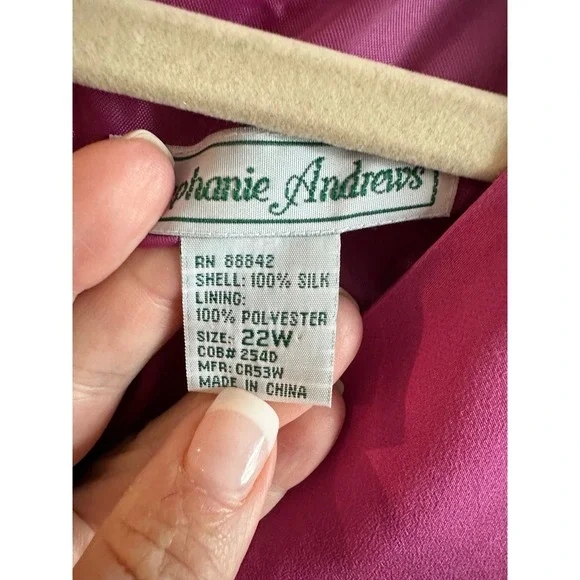 phanie Andrews
RN 88842
SHELL: 100% SILK
LINING:
100% POLYESTER
SIZE: 22W
COB# 254D
MFR: CR53W
MADE IN CHINA